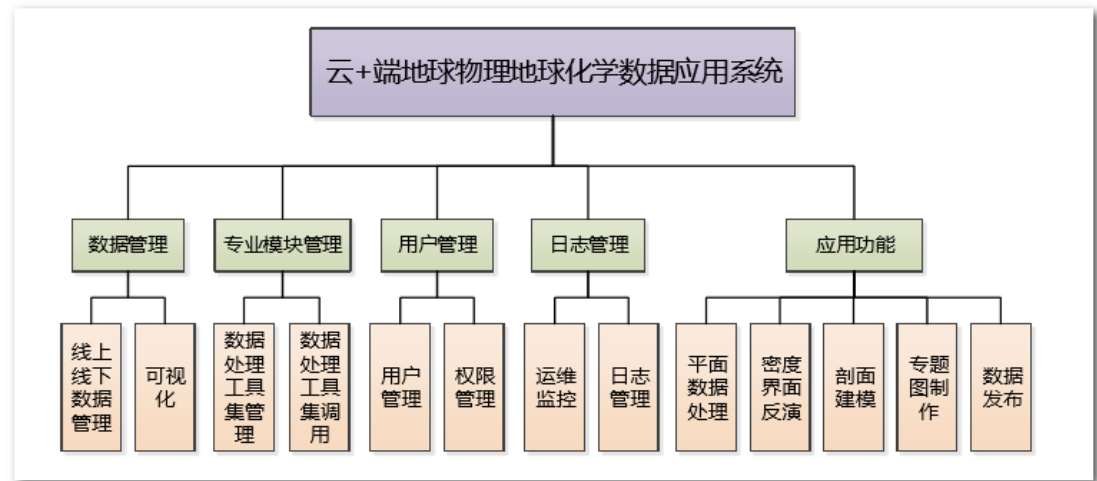 云+端地球物理地球化学数据应用系统
数据管理
专业模块管理
用户管理
日志管理
应用功能
线上
线下
数据
管理
可视
化
数据
处理
工具
集管
理
数据
处理
工具
集调
用
用户
管理
权限
管理
运维
监控
日志
管理
平面
数据
处理
密度
界面
反演
剖面
建模
专题
图制
作
数据
发布